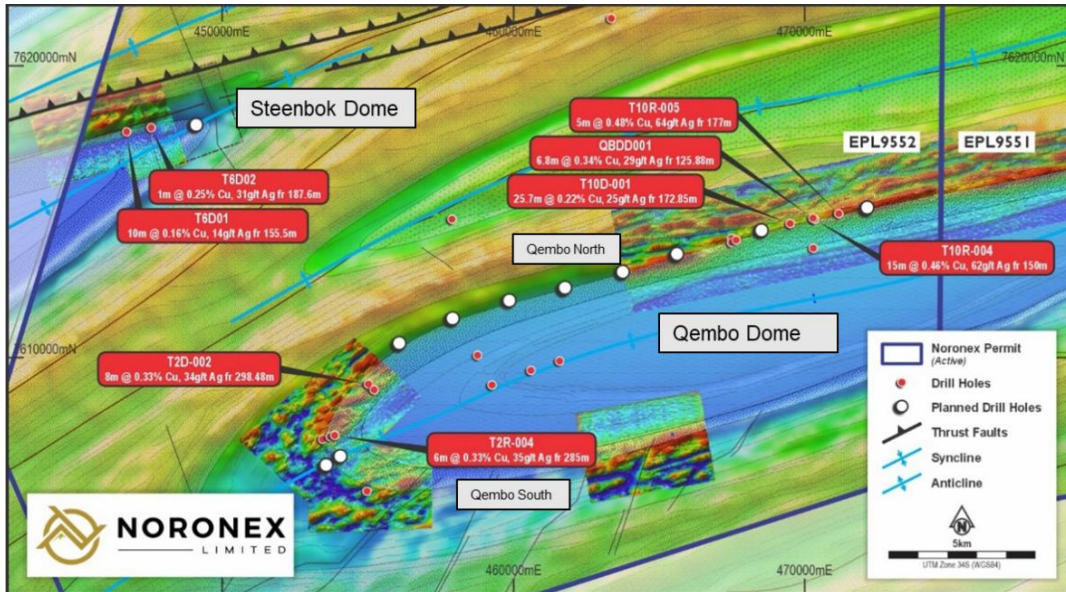 450000mE
460000mE
470000mE
7620000mN
7620000mN
Steenbok Dome
T10R-005
5m @ 0.48% Cu, 64g/t Ag fr 177m
EPL9552
EPL9551
QBDD001
6.8m @ 0.34% Cu, 29g/t Ag fr 125.88m
T6D02
1m @ 0.25% Cu, 31g/t Ag fr 187.6m
T10D-001
25.7m @ 0.22% Cu, 25g/t Ag fr 172.85m
T6D01
10m @ 0.16% Cu, 14g/t Ag fr 155.5m
Qembo North
T10R-004
15m @ 0.46% Cu, 62g/t Ag fr 150m
Qembo Dome
7610000mN
T2D-002
8m @ 0.33% Cu, 34g/t Ag fr 298.48m
T2R-004
6m @ 0.33% Cu, 35g/t Ag fr 285m
Qembo South
Noronex Permit
(Active)
Drill Holes
Planned Drill Holes
Thrust Faults
Syncline
Anticline
N
5km
UTM Zone 34S (WGS84)
NORONEX
LIMITED
460000mE
470000mE